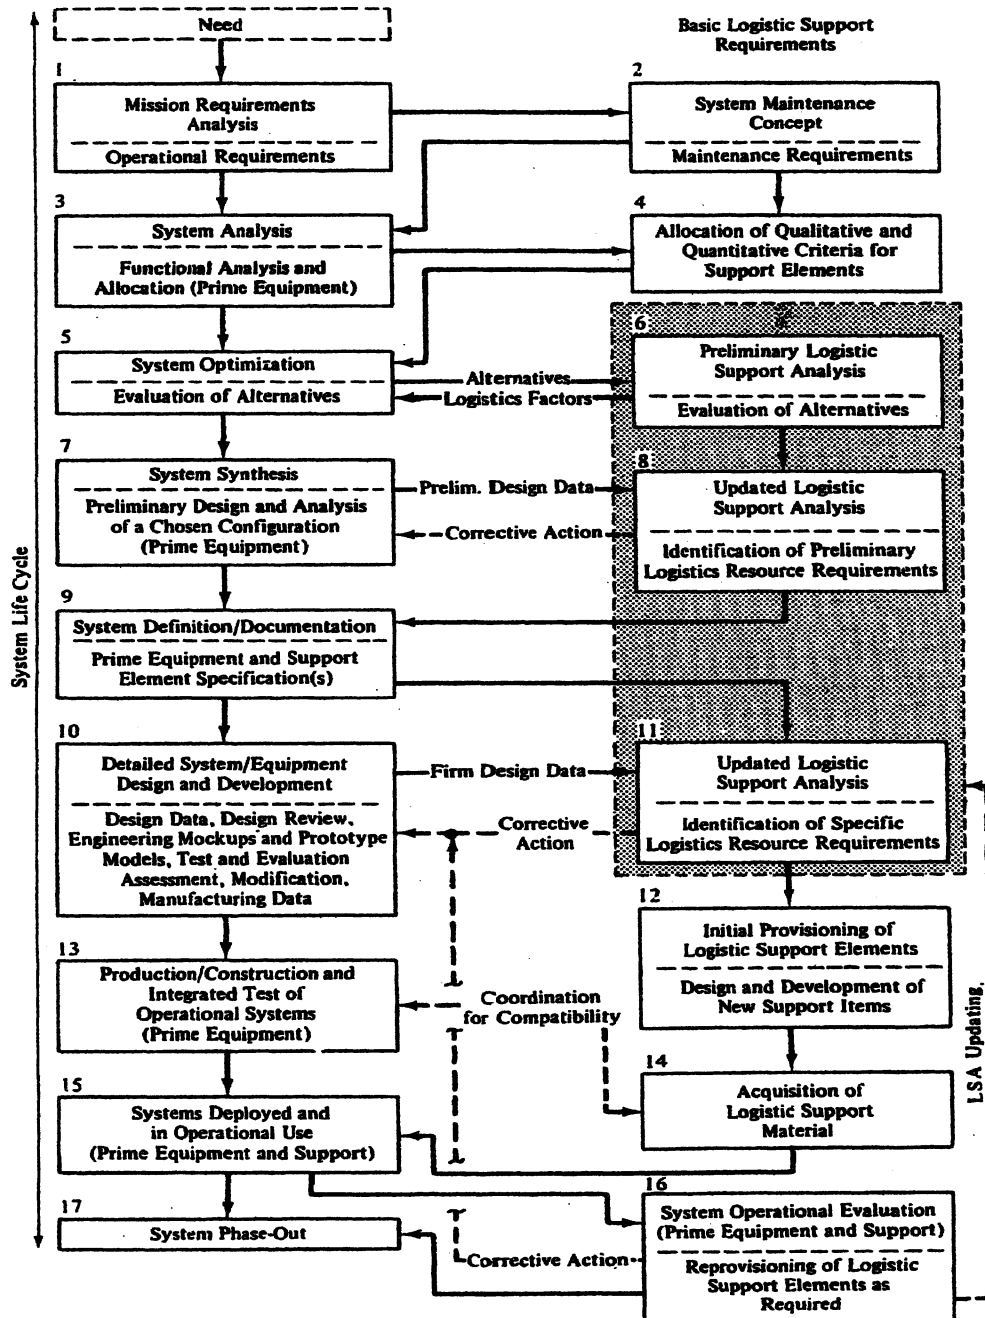 Need
Basic Logistic Support
Requirements
1
Mission Requirements
Analysis
Operational Requirements
2
System Maintenance
Concept
Maintenance Requirements
3
System Analysis
Functional Analysis and
Allocation (Prime Equipment)
4
Allocation of Qualitative and
Quantitative Criteria for
Support Elements
5
System Optimization
Evaluation of Alternatives
Alternatives
Logistics Factors
6
Preliminary Logistic
Support Analysis
Evaluation of Alternatives
7
System Synthesis
Preliminary Design and Analysis
of a Chosen Configuration
(Prime Equipment)
Prelim. Design Data
Corrective Action
8
Updated Logistic
Support Analysis
Identification of Preliminary
Logistics Resource Requirements
System Life Cycle
9
System Definition/Documentation
Prime Equipment and Support
Element Specification(s)
10
Detailed System/Equipment
Design and Development
Design Data, Design Review,
Engineering Mockups and Prototype
Models, Test and Evaluation
Assessment, Modification,
Manufacturing Data
Firm Design Data
Corrective
Action
11
Updated Logistic
Support Analysis
Identification of Specific
Logistics Resource Requirements
12
Initial Provisioning of
Logistic Support Elements
Design and Development of
New Support Items
13
Production/Construction and
Integrated Test of
Operational Systems
(Prime Equipment)
Coordination
for Compatibility
LSA Updating,
14
Acquisition of
Logistic Support
Material
15
Systems Deployed and
in Operational Use
(Prime Equipment and Support)
16
System Operational Evaluation
(Prime Equipment and Support)
Reprovisioning of Logistic
Support Elements as
Required
17
System Phase-Out
Corrective Action